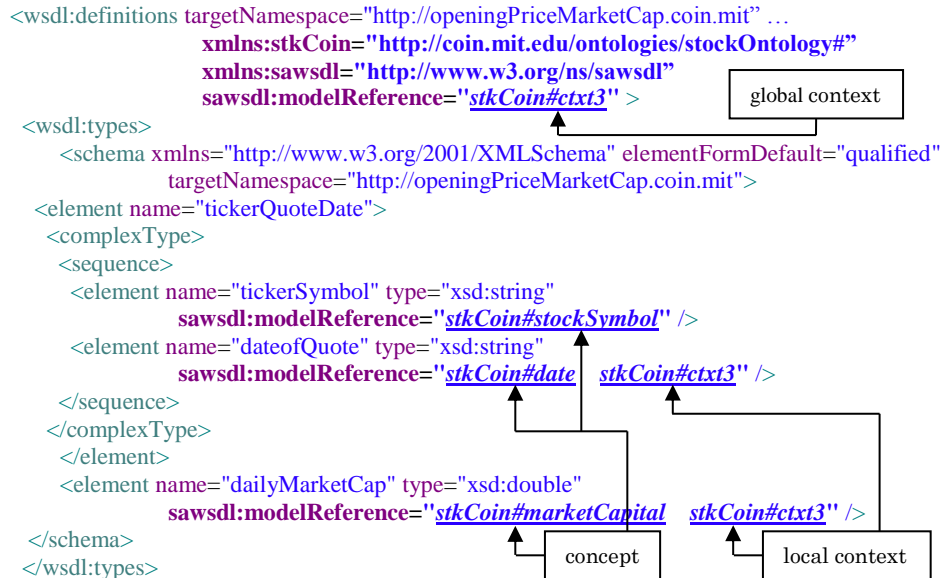 <wsdl:definitions targetNamespace="http://openingPriceMarketCap.coin.mit” …
xmlns:stkCoin="http://coin.mit.edu/ontologies/stockOntology#”
xmlns:sawsdl="http://www.w3.org/ns/sawsdl”
sawsdl:modelReference="stkCoin#ctxt3" >
global context
<wsdl:types>
<schema xmlns="http://www.w3.org/2001/XMLSchema" elementFormDefault="qualified"
targetNamespace="http://openingPriceMarketCap.coin.mit">
<element name="tickerQuoteDate">
<complexType>
<sequence>
<element name="tickerSymbol" type="xsd:string"
sawsdl:modelReference="stkCoin#stockSymbol" />
<element name="dateofQuote" type="xsd:string"
sawsdl:modelReference="stkCoin#date stkCoin#ctxt3" />
</sequence>
</complexType>
</element>
<element name="dailyMarketCap" type="xsd:double"
sawsdl:modelReference="stkCoin#marketCapital stkCoin#ctxt3" />
</schema>
concept
local context
</wsdl:types>